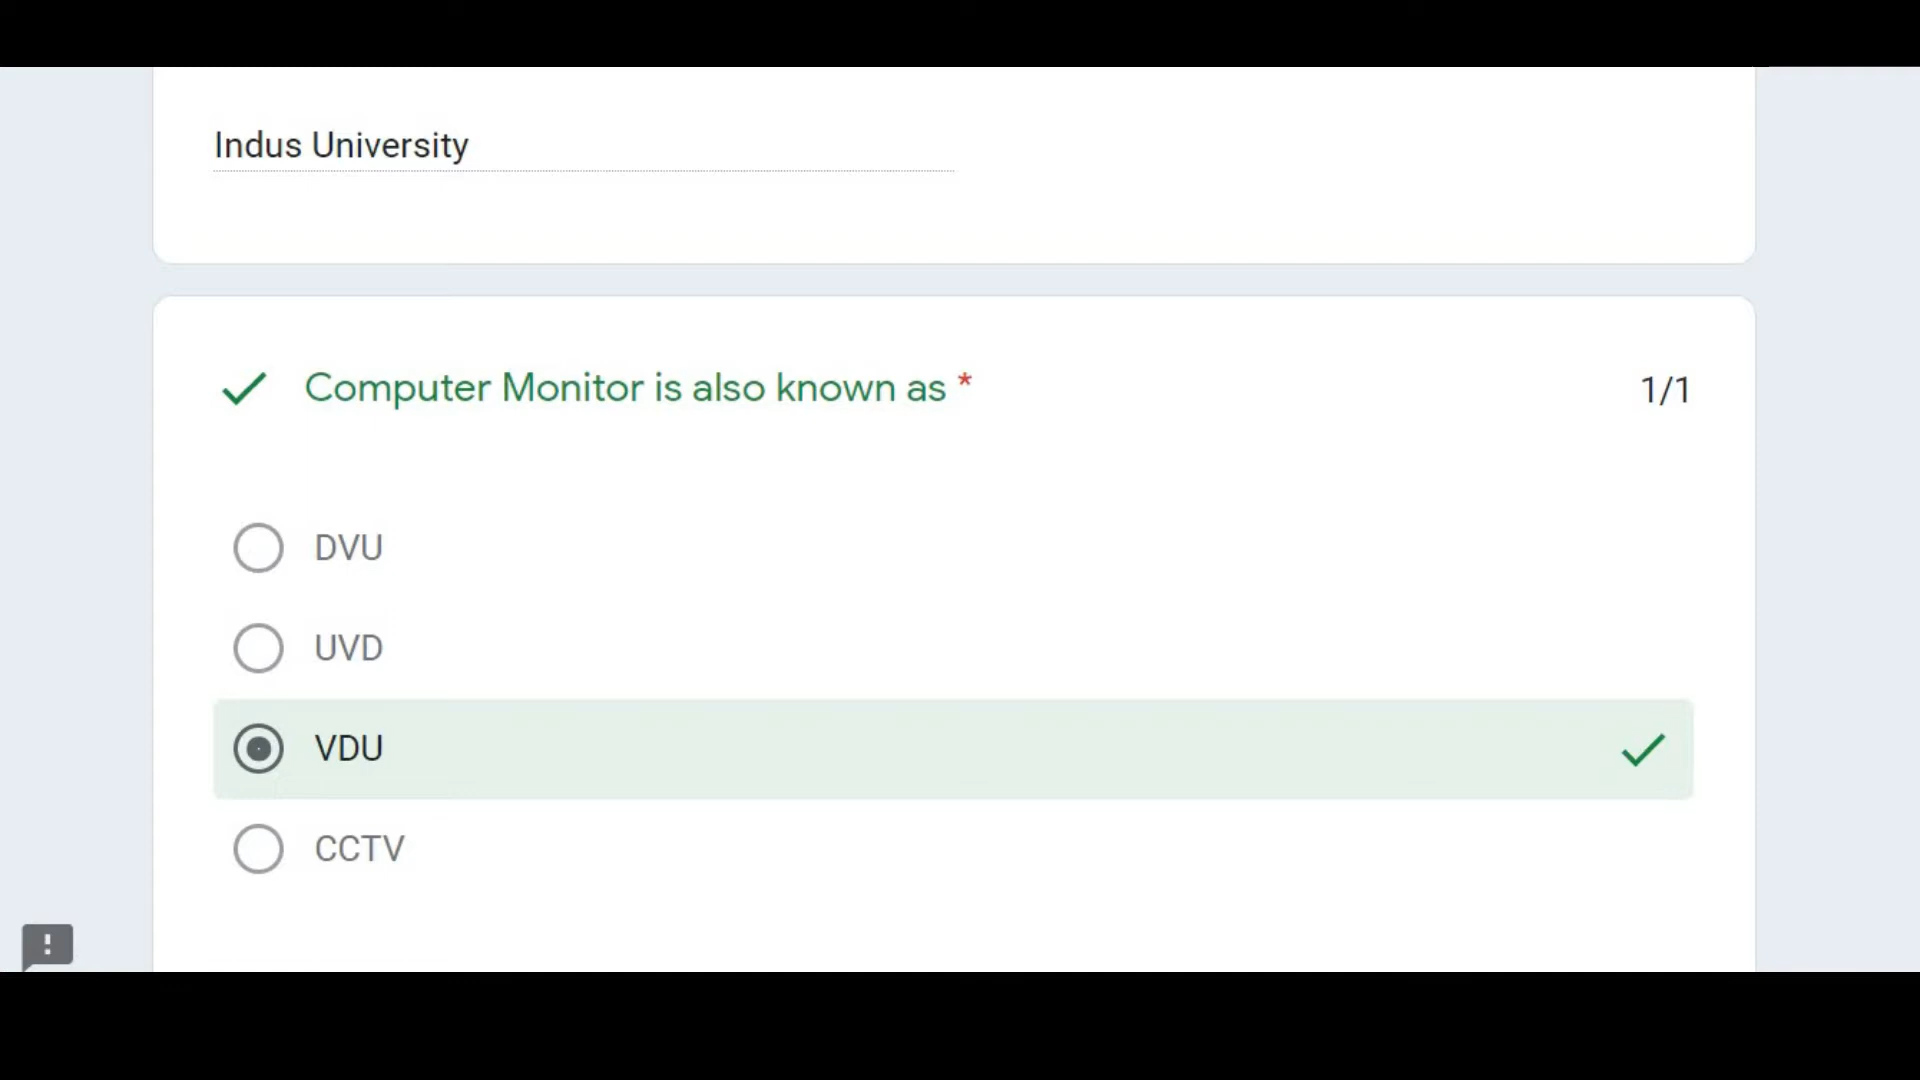 Indus University
Computer Monitor is also known as *
1/1
DVU
UVD
VDU
CCTV